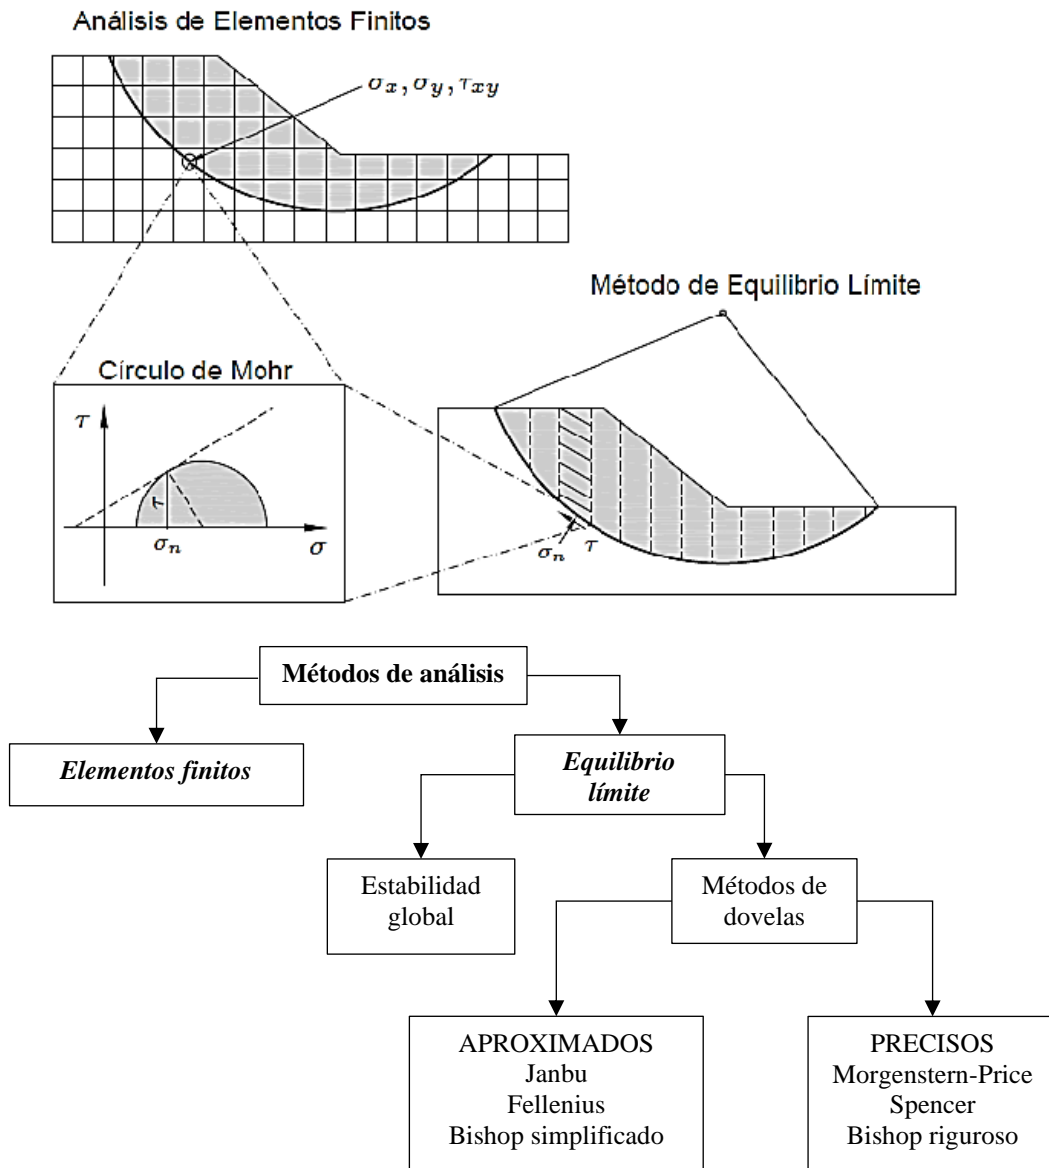 Análisis de Elementos Finitos
σx, σy, τxy
Método de Equilibrio Límite
Círculo de Mohr
τ
τ
σn
σ
σn
τ
Métodos de análisis
Elementos finitos
Equilibrio
límite
Estabilidad
global
Métodos de
dovelas
APROXIMADOS
Janbu
Fellenius
Bishop simplificado
PRECISOS
Morgenstern-Price
Spencer
Bishop riguroso